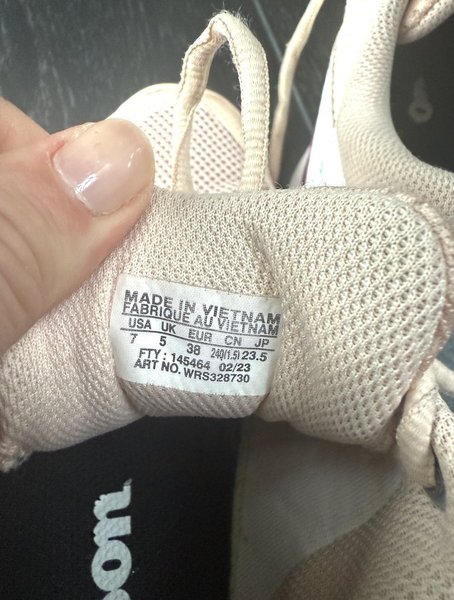 MADE IN VIETNAM
FABRIQUE AU VIETNAM
USA UK EUR CN JP
7 5 38 240(1.5) 23.5
FTY : 145464 02/23
ART NO. WRS328730